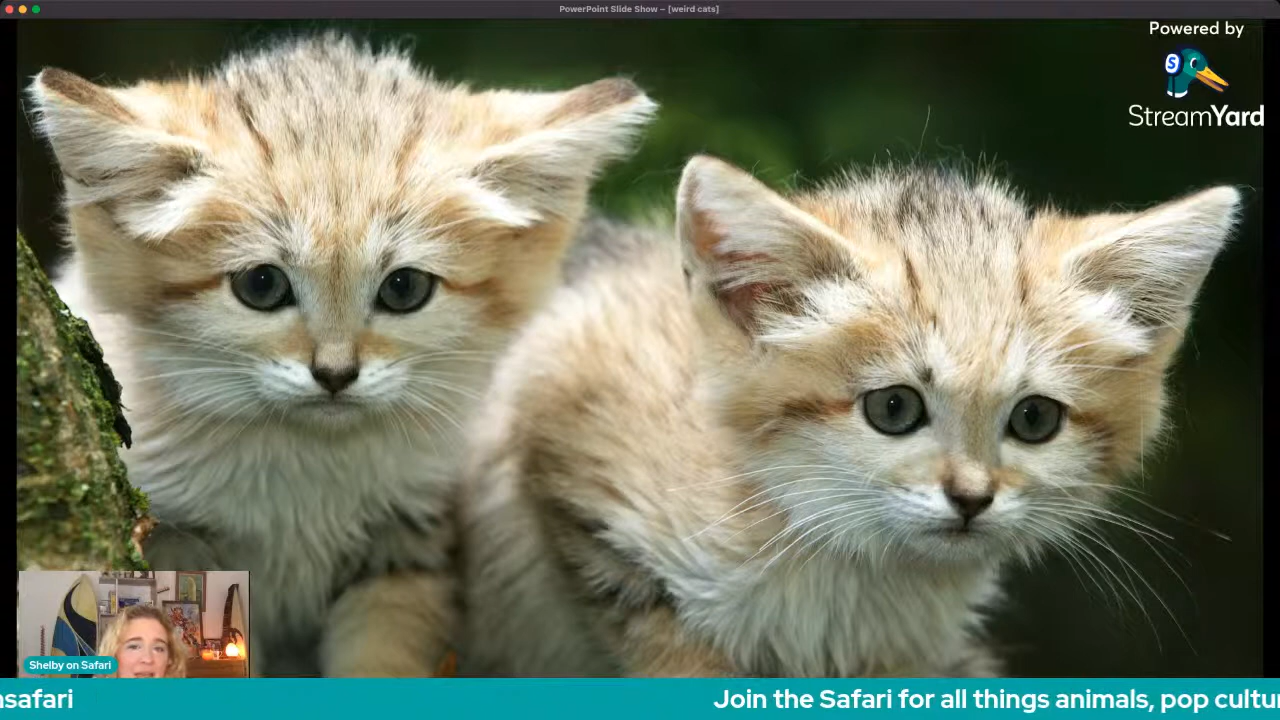 PowerPoint Slide Show – [weird cats]
Powered by
S
StreamYard
Shelby on Safari
asafari
Join the Safari for all things animals, pop cultur